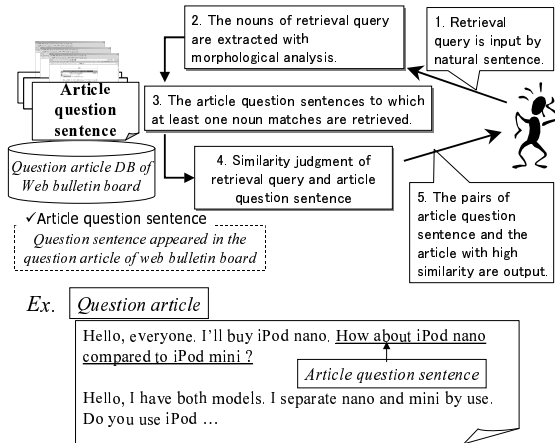 2. The nouns of retrieval query
are extracted with
morphological analysis.
1. Retrieval
query is input by
natural sentence.
Article
question
sentence
3. The article question sentences to which
at least one noun matches are retrieved.
Question article DB of
Web bulletin board
4. Similarity judgment of
retrieval query and article
question sentence
5. The pairs of
article question
sentence and the
article with high
similarity are output.
✓Article question sentence
Question sentence appeared in the
question article of web bulletin board
Ex. Question article
Hello, everyone. I'll buy iPod nano. How about iPod nano
compared to iPod mini ?
Article question sentence
Hello, I have both models. I separate nano and mini by use.
Do you use iPod …